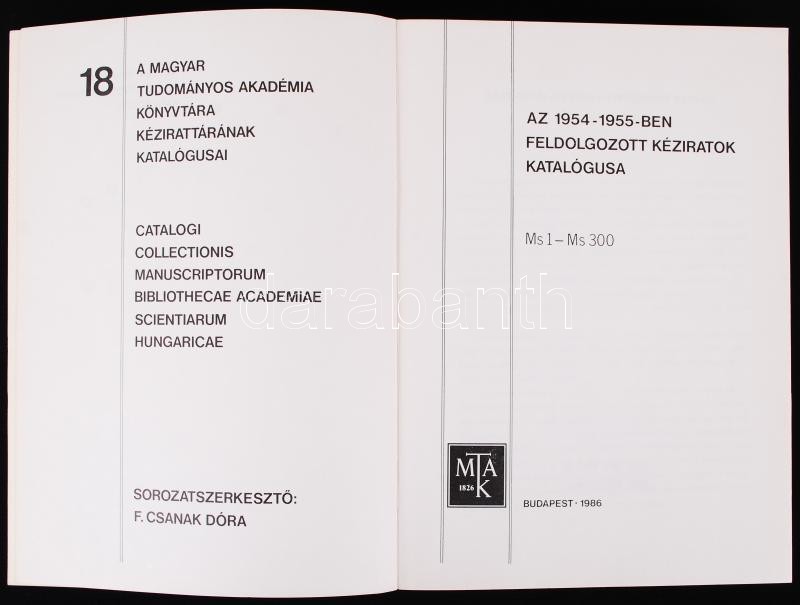 18
A MAGYAR
TUDOMÁNYOS AKADÉMIA
KÖNYVTÁRA
KÉZIRATTÁRÁNAK
KATALÓGUSAI
CATALOGI
COLLECTIONIS
MANUSCRIPTORUM
BIBLIOTHECAE ACADEMIAE
SCIENTIARUM
HUNGARICAE
SOROZATSZERKESZTŐ:
F. CSANAK DÓRA
AZ 1954-1955-BEN
FELDOLGOZOTT KÉZIRATOK
KATALÓGUSA
Ms 1 – Ms 300
MTA
1826 K
BUDAPEST · 1986
darabanth